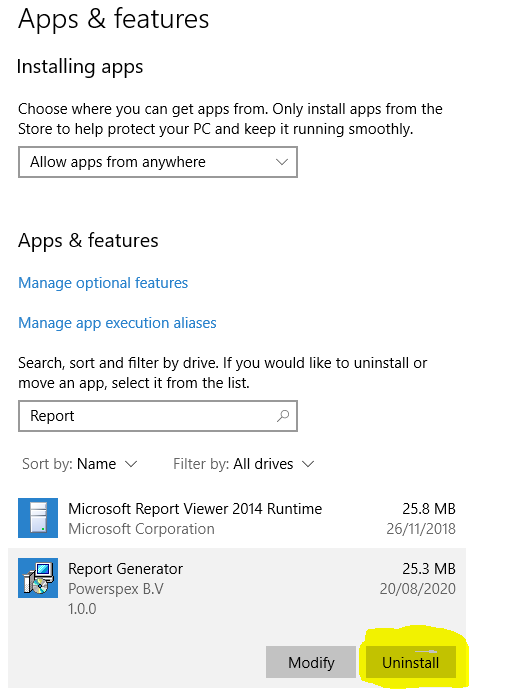 Apps & features
Installing apps
Choose where you can get apps from. Only install apps from the
Store to help protect your PC and keep it running smoothly.
Allow apps from anywhere
Apps & features
Manage optional features
Manage app execution aliases
Search, sort and filter by drive. If you would like to uninstall or
move an app, select it from the list.
Report
Sort by: Name Filter by: All drives
Microsoft Report Viewer 2014 Runtime 25.8 MB
Microsoft Corporation 26/11/2018
Report Generator 25.3 MB
Powerspex B.V 20/08/2020
1.0.0
Modify Uninstall